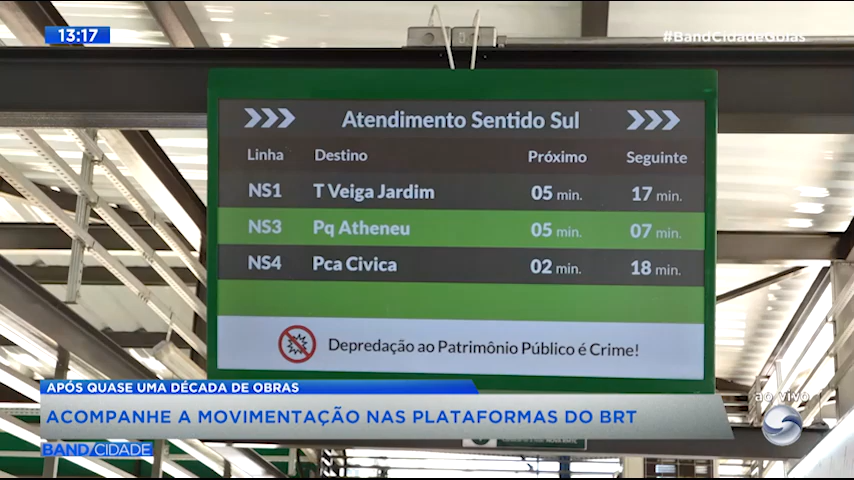 13:17
#BandCidadeGoias
>>> Atendimento Sentido Sul >>>
Linha Destino Próximo Seguinte
NS1 T Veiga Jardim 05 min. 17 min.
NS3 Pq Atheneu 05 min. 07 min.
NS4 Pca Civica 02 min. 18 min.
Depredação ao Patrimônio Público é Crime!
APÓS QUASE UMA DÉCADA DE OBRAS
AO VIVO
ACOMPANHE A MOVIMENTAÇÃO NAS PLATAFORMAS DO BRT
BAND CIDADE